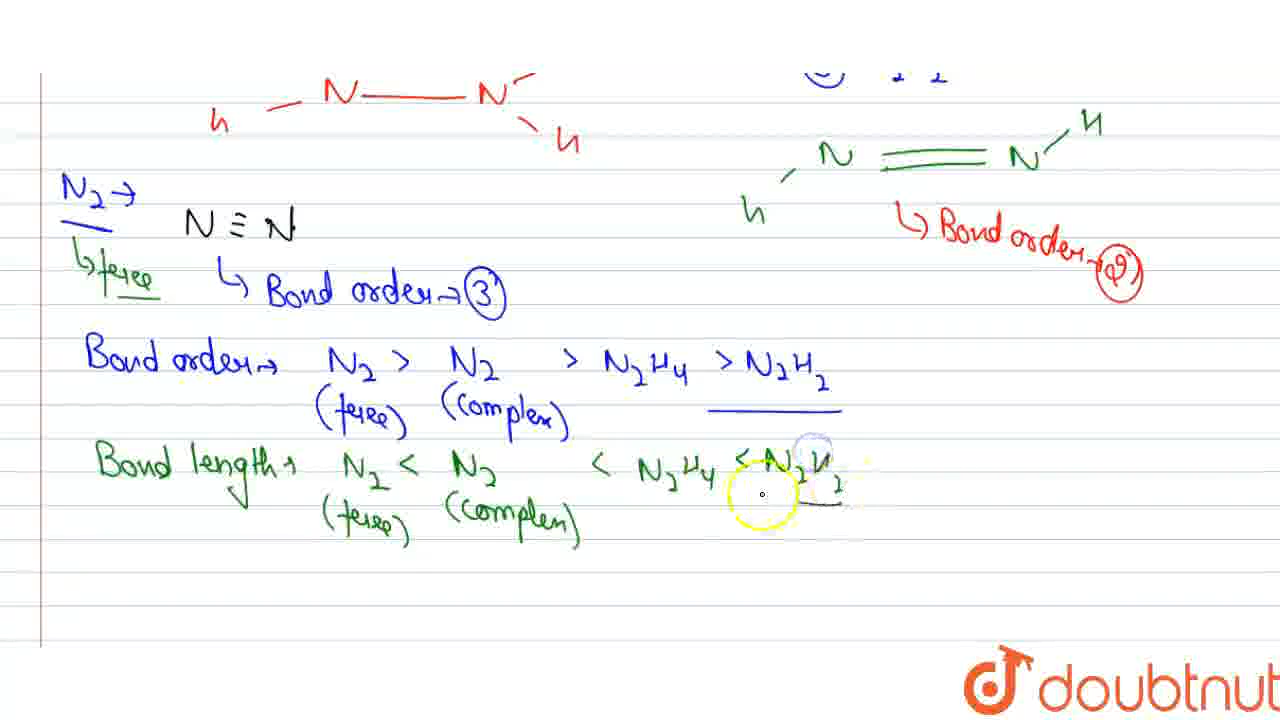 H N — N H
H N = N H
N2 → N ≡ N
↳ free ↳ Bond order → 3
↳ Bond order → 2
Bond order → N2 > N2 > N2H4 > N2H2
(free) (complex)
Bond length → N2 < N2 < N2H4 < N2H2
(free) (complex)
doubtnut